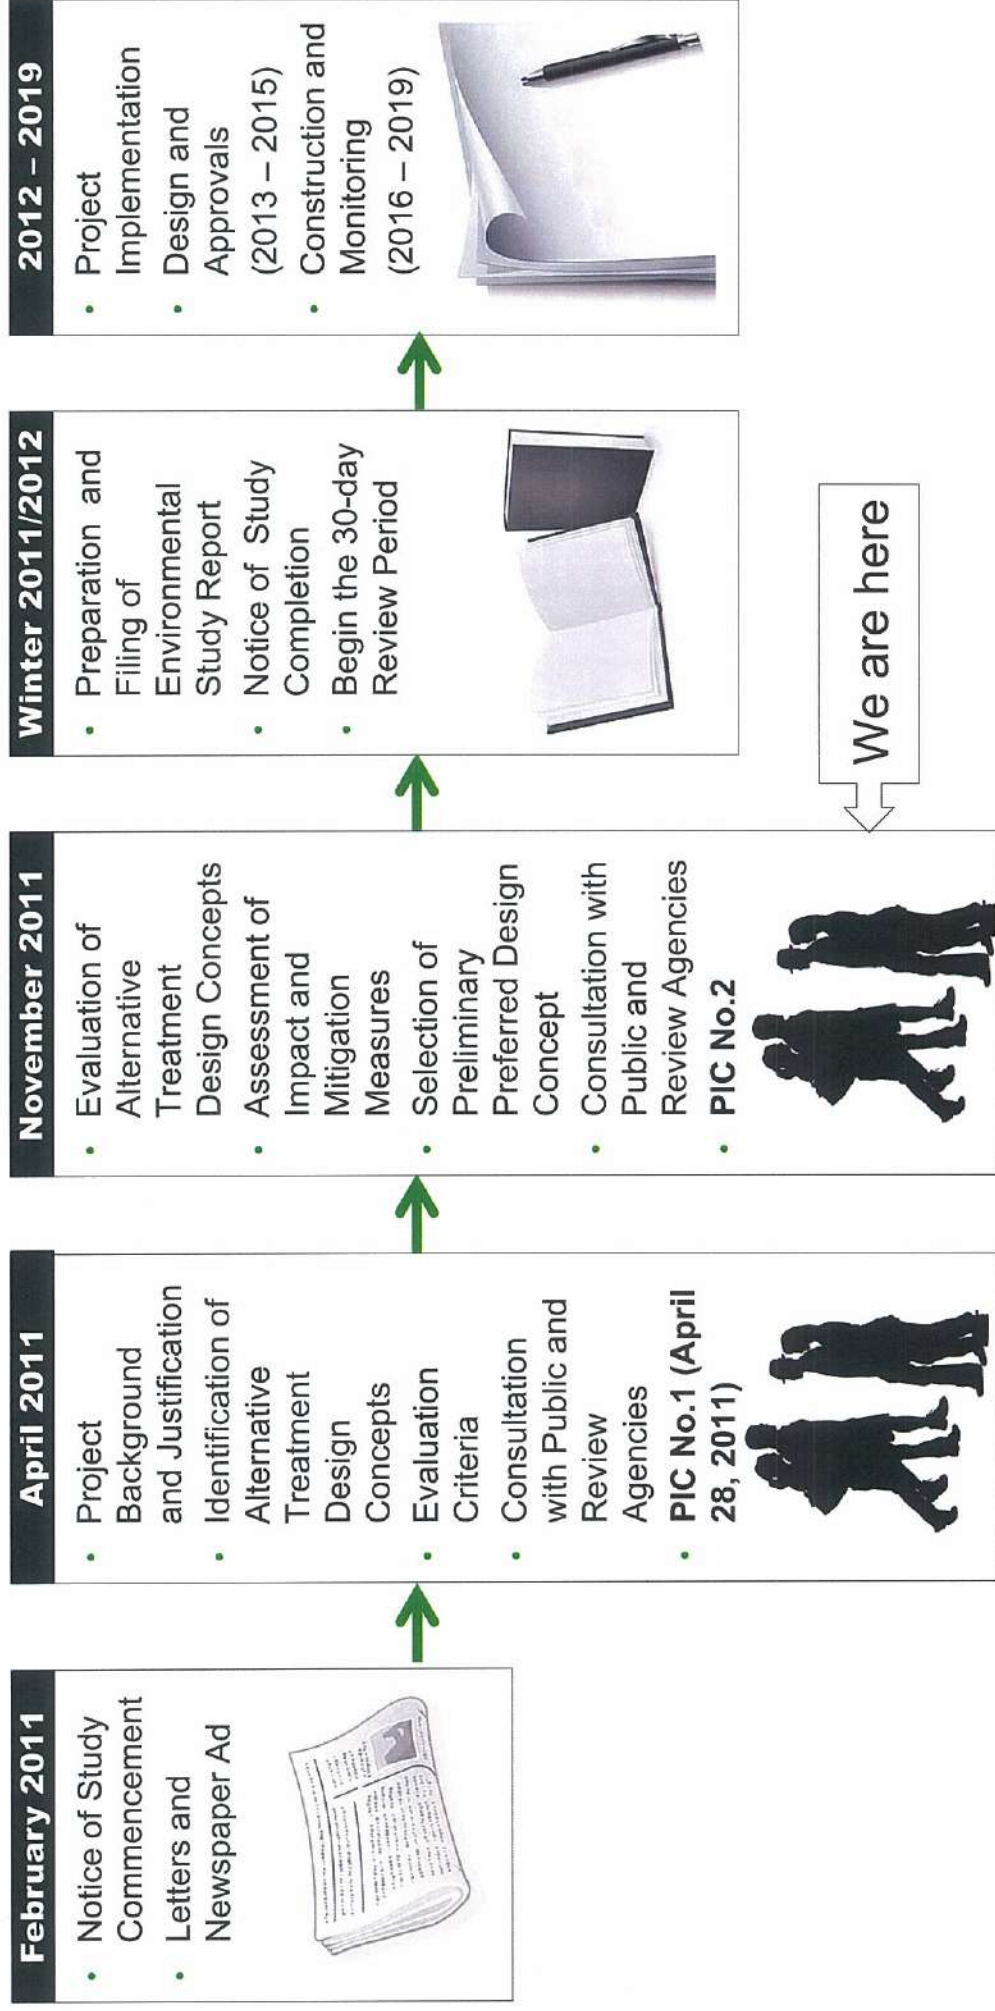 February 2011
• Notice of Study
Commencement
• Letters and
Newspaper Ad
April 2011
• Project
Background
and Justification
• Identification of
Alternative
Treatment
Design
Concepts
• Evaluation
Criteria
• Consultation
with Public and
Review
Agencies
• PIC No.1 (April
28, 2011)
November 2011
• Evaluation of
Alternative
Treatment
Design Concepts
• Assessment of
Impact and
Mitigation
Measures
• Selection of
Preliminary
Preferred Design
Concept
• Consultation with
Public and
Review Agencies
• PIC No.2
We are here
Winter 2011/2012
• Preparation and
Filing of
Environmental
Study Report
• Notice of Study
Completion
• Begin the 30-day
Review Period
2012 – 2019
• Project
Implementation
• Design and
Approvals
(2013 – 2015)
• Construction and
Monitoring
(2016 – 2019)